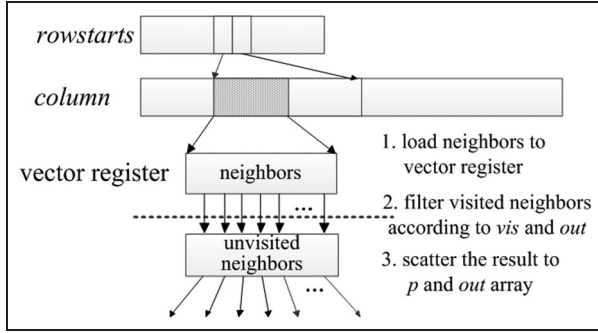 rowstarts
column
vector register
neighbors
...
unvisited
neighbors
...
1. load neighbors to
vector register
2. filter visited neighbors
according to vis and out
3. scatter the result to
p and out array